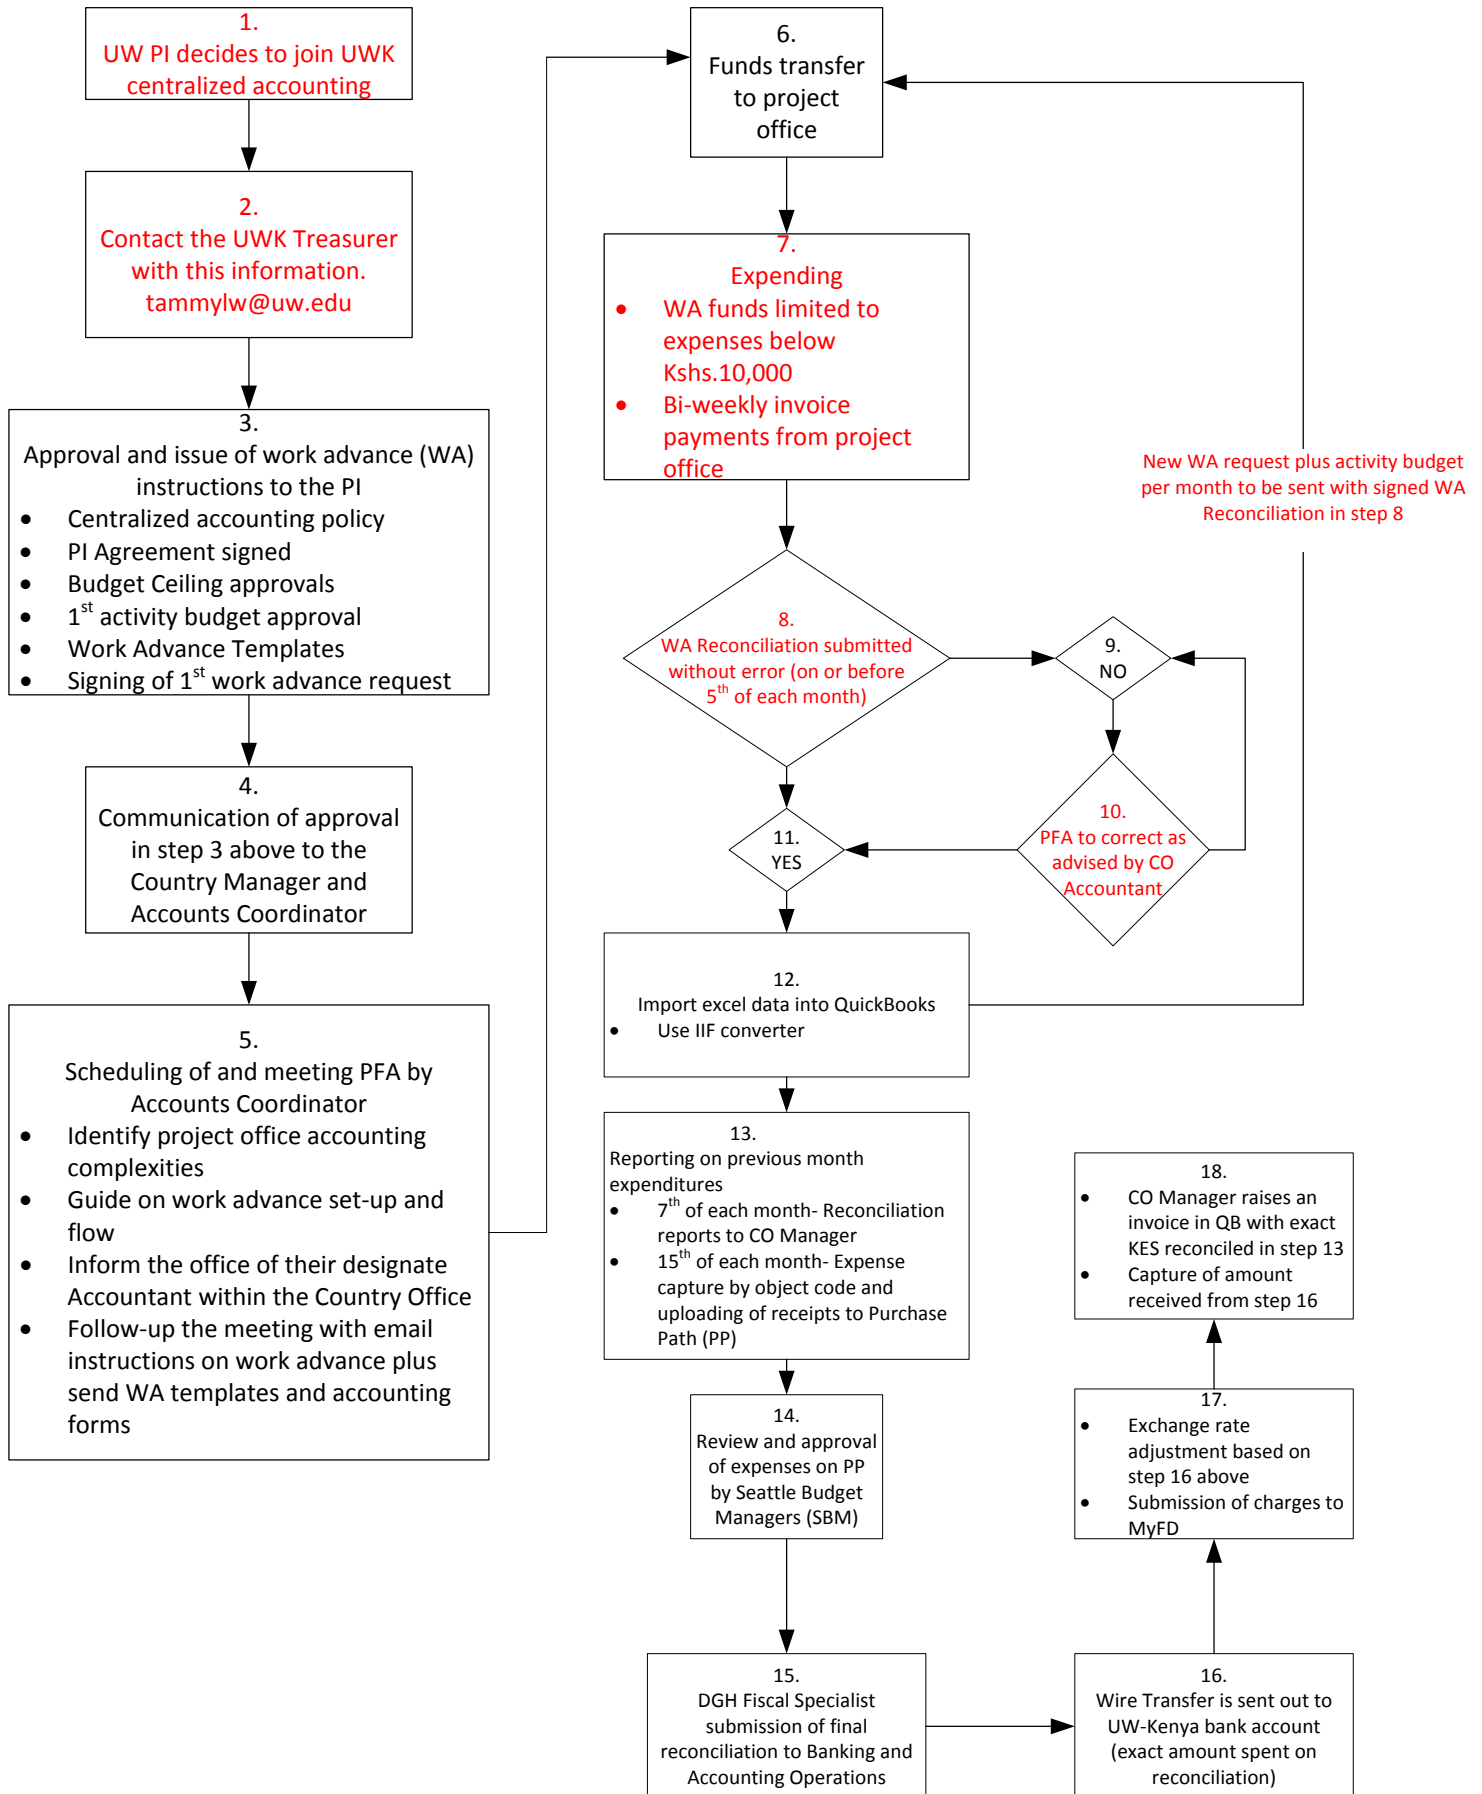 1.
UW PI decides to join UWK
centralized accounting
2.
Contact the UWK Treasurer
with this information.
tammylw@uw.edu
3.
Approval and issue of work advance (WA)
instructions to the PI
• Centralized accounting policy
• PI Agreement signed
• Budget Ceiling approvals
• 1st activity budget approval
• Work Advance Templates
• Signing of 1st work advance request
4.
Communication of approval
in step 3 above to the
Country Manager and
Accounts Coordinator
5.
Scheduling of and meeting PFA by
Accounts Coordinator
• Identify project office accounting
complexities
• Guide on work advance set-up and
flow
• Inform the office of their designate
Accountant within the Country Office
• Follow-up the meeting with email
instructions on work advance plus
send WA templates and accounting
forms
6.
Funds transfer
to project
office
7.
Expending
• WA funds limited to
expenses below
Kshs.10,000
• Bi-weekly invoice
payments from project
office
New WA request plus activity budget
per month to be sent with signed WA
Reconciliation in step 8
8.
WA Reconciliation submitted
without error (on or before
5th of each month)
9.
NO
10.
PFA to correct as
advised by CO
Accountant
11.
YES
12.
Import excel data into QuickBooks
• Use IIF converter
13.
Reporting on previous month
expenditures
• 7th of each month- Reconciliation
reports to CO Manager
• 15th of each month- Expense
capture by object code and
uploading of receipts to Purchase
Path (PP)
14.
Review and approval
of expenses on PP
by Seattle Budget
Managers (SBM)
15.
DGH Fiscal Specialist
submission of final
reconciliation to Banking and
Accounting Operations
16.
Wire Transfer is sent out to
UW-Kenya bank account
(exact amount spent on
reconciliation)
17.
• Exchange rate
adjustment based on
step 16 above
• Submission of charges to
MyFD
18.
• CO Manager raises an
invoice in QB with exact
KES reconciled in step 13
• Capture of amount
received from step 16